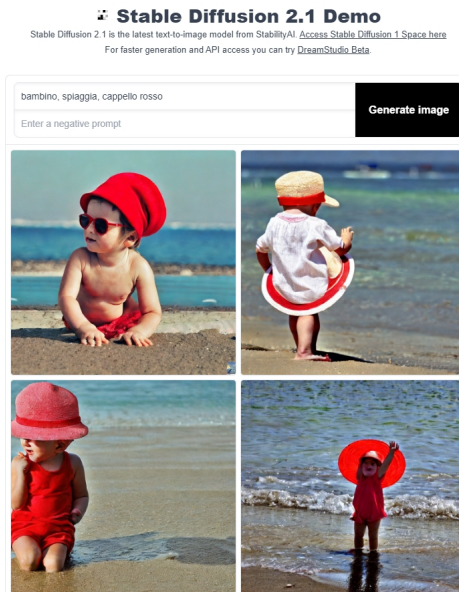 Stable Diffusion 2.1 Demo
Stable Diffusion 2.1 is the latest text-to-image model from StabilityAI. Access Stable Diffusion 1 Space here
For faster generation and API access you can try DreamStudio Beta.
bambino, spiaggia, cappello rosso
Generate image
Enter a negative prompt